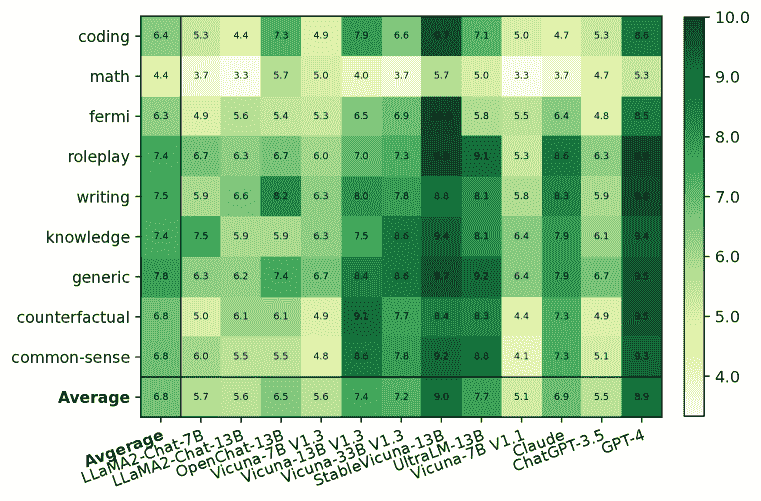 coding 6.4 5.3 4.4 7.3 4.9 7.9 6.6 7.1 5.0 4.7 5.3 8.6
math 4.4 3.7 3.3 5.7 5.0 4.0 3.7 5.7 5.0 3.3 3.7 4.7 5.3
fermi 6.3 4.9 5.6 5.4 5.3 6.5 6.9 5.8 5.5 6.4 4.8 8.5
roleplay 7.4 6.7 6.3 6.7 6.0 7.0 7.3 9.1 5.3 8.6 6.3
writing 7.5 5.9 6.6 8.2 6.3 8.0 7.8 8.8 8.1 5.8 8.3 5.9
knowledge 7.4 7.5 5.9 5.9 6.3 7.5 8.6 9.4 8.1 6.4 7.9 6.1 9.4
generic 7.8 6.3 6.2 7.4 6.7 8.4 8.6 9.7 9.2 6.4 7.9 6.7 9.5
counterfactual 6.8 5.0 6.1 6.1 4.9 9.1 7.7 8.4 8.3 4.4 7.3 4.9 9.5
common-sense 6.8 6.0 5.5 5.5 4.8 8.6 7.8 9.2 8.8 4.1 7.3 5.1 9.3
Average 6.8 5.7 5.6 6.5 5.6 7.4 7.2 9.0 7.7 5.1 6.9 5.5 8.9
Avgerage
LLaMA2-Chat-7B
LLaMA2-Chat-13B
OpenChat-13B
Vicuna-7B V1.3
Vicuna-13B V1.3
Vicuna-33B V1.3
StableVicuna-13B
UltraLM-13B
Vicuna-7B V1.1
Claude
ChatGPT-3.5
GPT-4
10.0
9.0
8.0
7.0
6.0
5.0
4.0